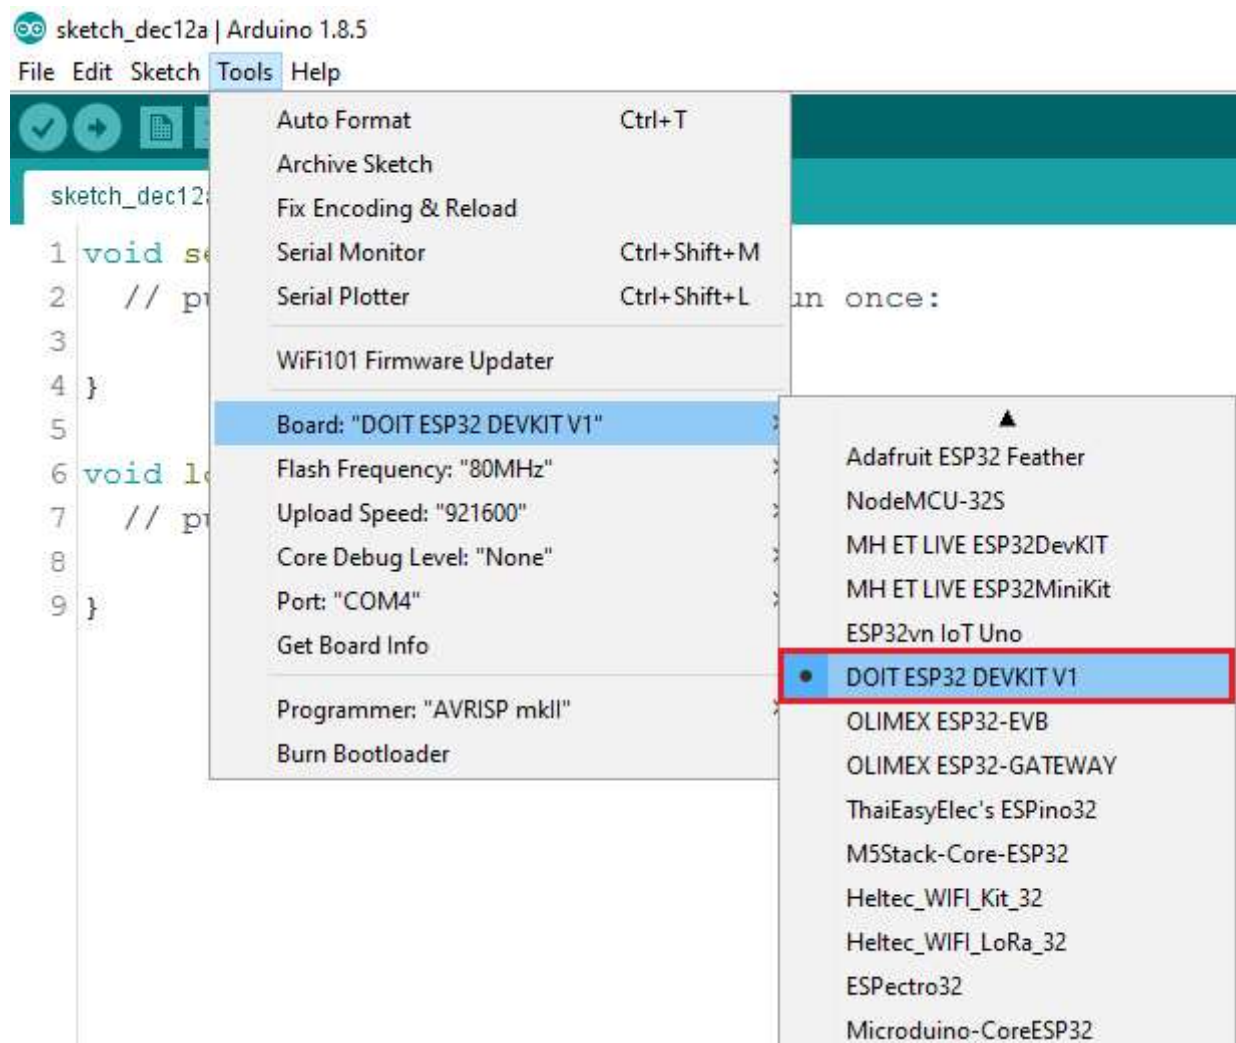 sketch_dec12a | Arduino 1.8.5
File Edit Sketch Tools Help
sketch_dec12a
Auto Format Ctrl+T
Archive Sketch
Fix Encoding & Reload
Serial Monitor Ctrl+Shift+M
Serial Plotter Ctrl+Shift+L
WiFi101 Firmware Updater
Board: "DOIT ESP32 DEVKIT V1"
Flash Frequency: "80MHz"
Upload Speed: "921600"
Core Debug Level: "None"
Port: "COM4"
Get Board Info
Programmer: "AVRISP mkII"
Burn Bootloader
1 void
2 // once:
3
4 }
5
6 void
7 //
8
9 }
Adafruit ESP32 Feather
NodeMCU-32S
MH ET LIVE ESP32DevKIT
MH ET LIVE ESP32MiniKit
ESP32vn IoT Uno
DOIT ESP32 DEVKIT V1
OLIMEX ESP32-EVB
OLIMEX ESP32-GATEWAY
ThaiEasyElec's ESPino32
M5Stack-Core-ESP32
Heltec_WIFI_Kit_32
Heltec_WIFI_LoRa_32
ESPectro32
Microduino-CoreESP32